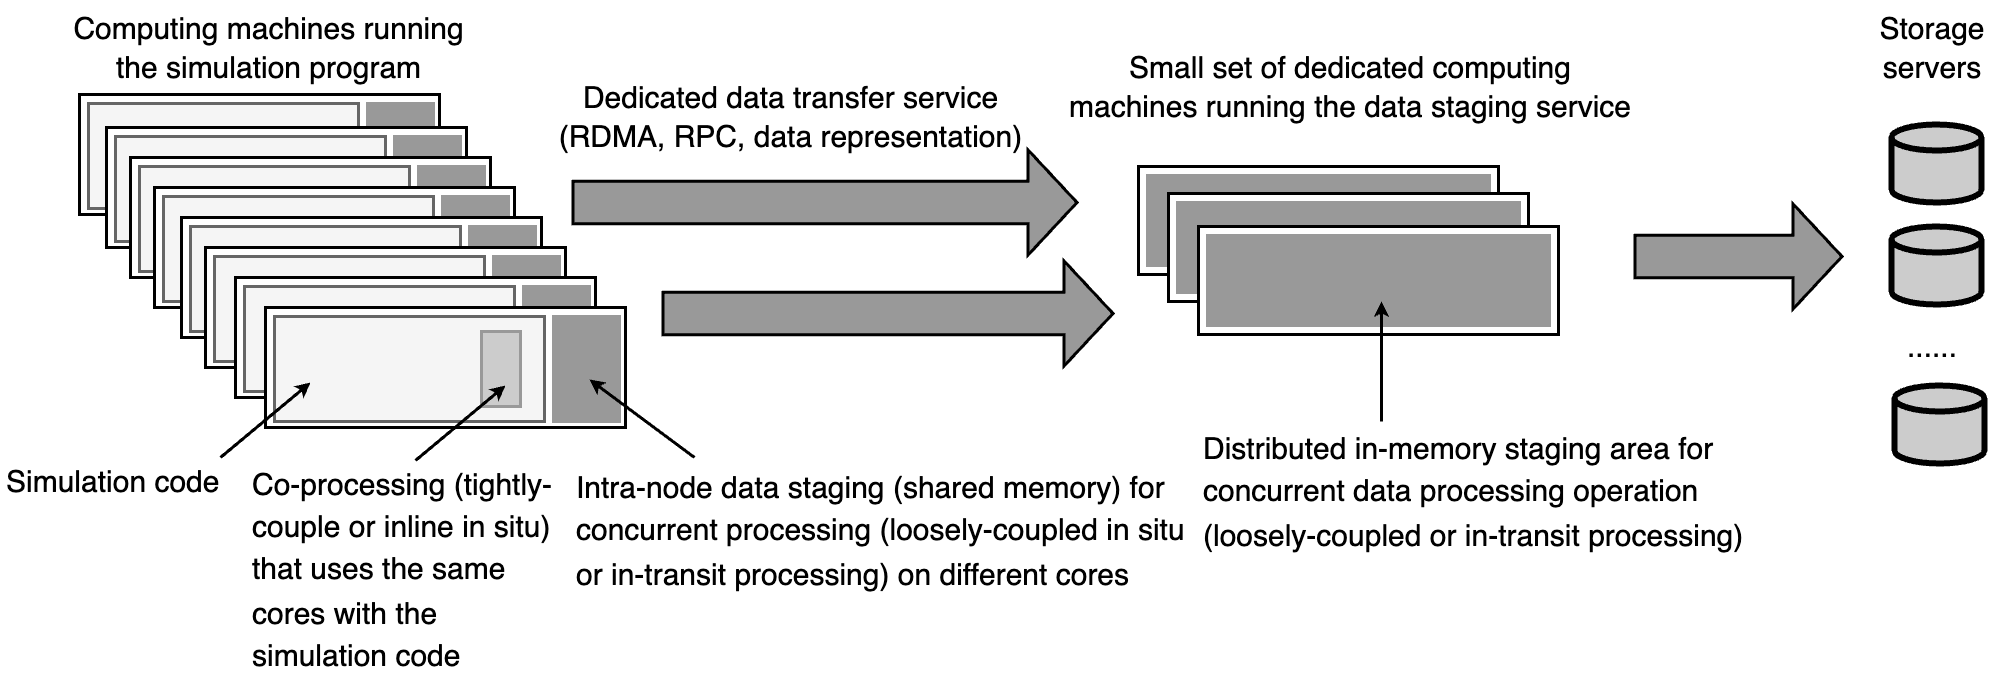 Computing machines running
the simulation program
Dedicated data transfer service
(RDMA, RPC, data representation)
Small set of dedicated computing
machines running the data staging service
Storage
servers
......
Simulation code
Co-processing (tightly-
couple or inline in situ)
that uses the same
cores with the
simulation code
Intra-node data staging (shared memory) for
concurrent processing (loosely-coupled in situ
or in-transit processing) on different cores
Distributed in-memory staging area for
concurrent data processing operation
(loosely-coupled or in-transit processing)